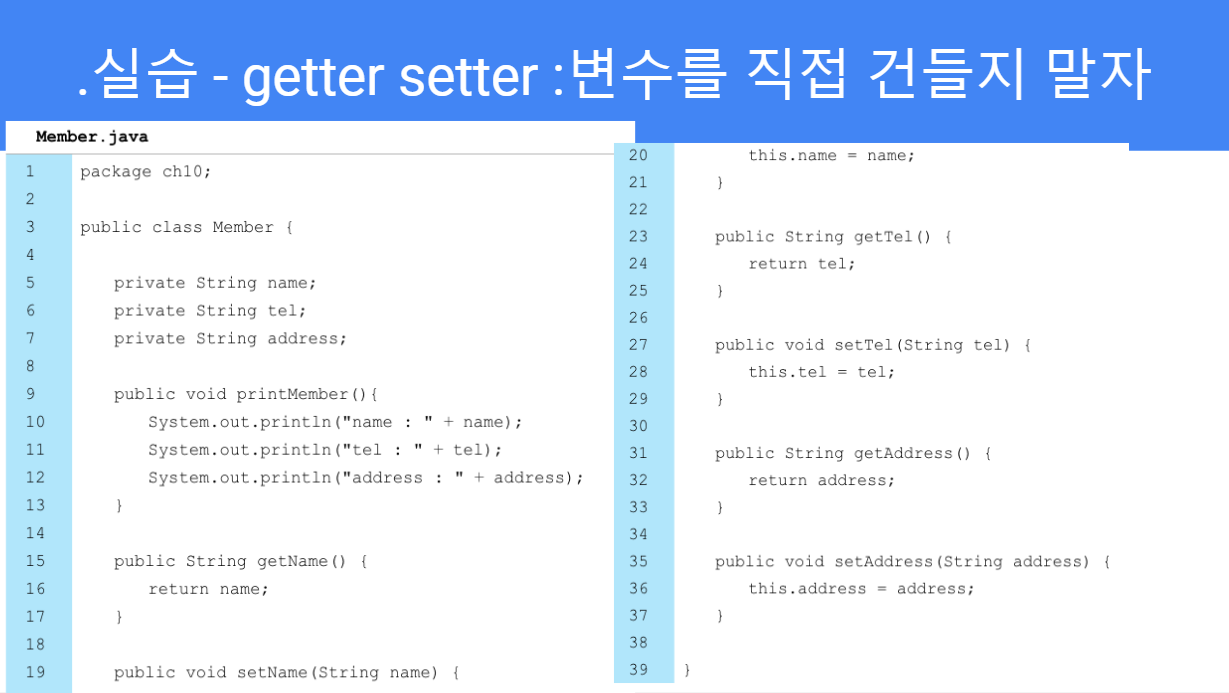 .실습 - getter setter :변수를 직접 건들지 말자
Member.java
1 package ch10;
2
3 public class Member {
4
5 private String name;
6 private String tel;
7 private String address;
8
9 public void printMember(){
10 System.out.println("name : " + name);
11 System.out.println("tel : " + tel);
12 System.out.println("address : " + address);
13 }
14
15 public String getName() {
16 return name;
17 }
18
19 public void setName(String name) {
20 this.name = name;
21 }
22
23 public String getTel() {
24 return tel;
25 }
26
27 public void setTel(String tel) {
28 this.tel = tel;
29 }
30
31 public String getAddress() {
32 return address;
33 }
34
35 public void setAddress(String address) {
36 this.address = address;
37 }
38
39 }